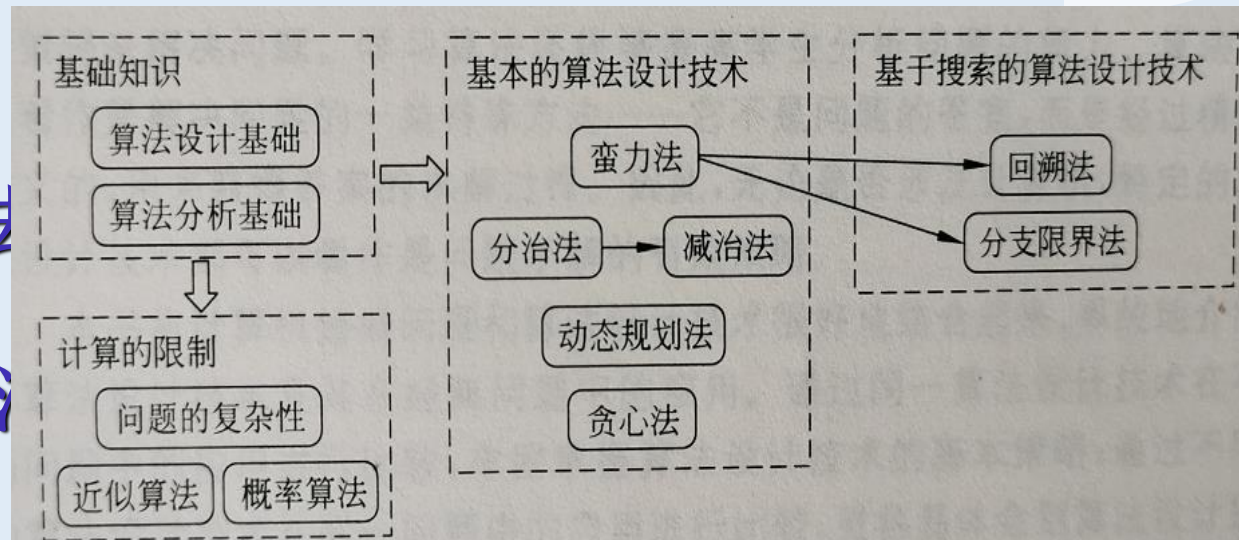 基础知识
算法设计基础
算法分析基础
计算的限制
问题的复杂性
近似算法 概率算法
基本的算法设计技术
蛮力法
分治法 减治法
动态规划法
贪心法
基于搜索的算法设计技术
回溯法
分支限界法